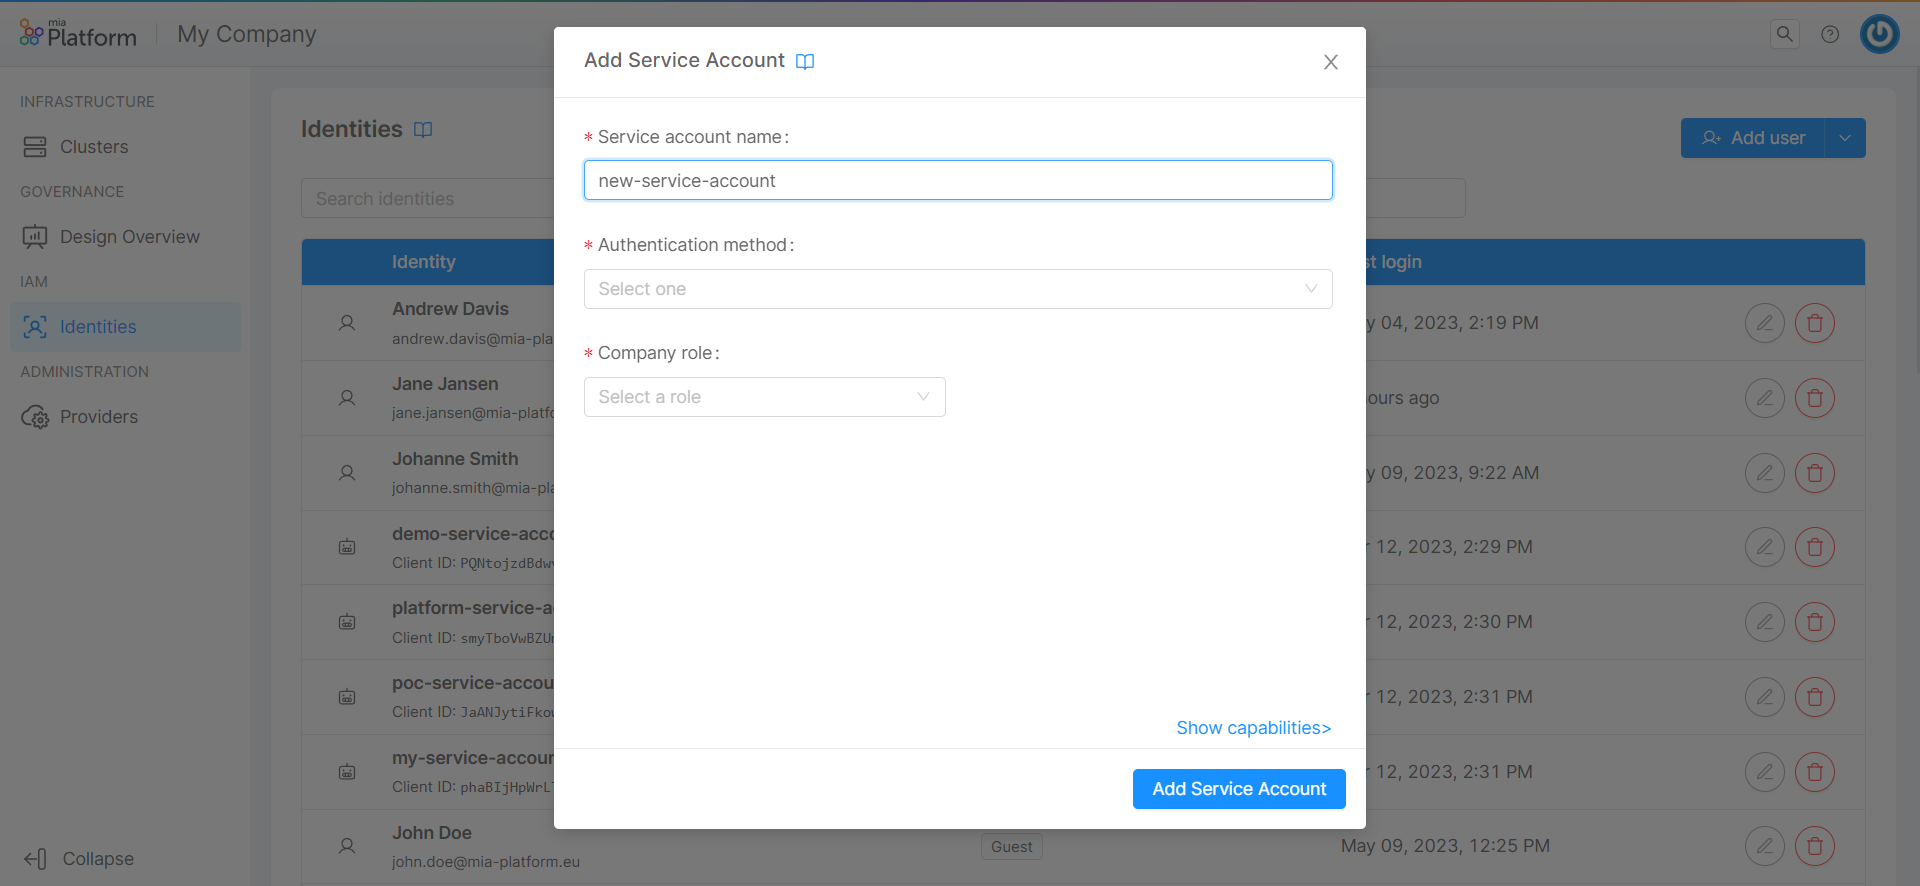 mia
Platform
My Company
INFRASTRUCTURE
Clusters
GOVERNANCE
Design Overview
IAM
Identities
ADMINISTRATION
Providers
Collapse
Identities
Add user
Search identities
Identity
st login
Andrew Davis
andrew.davis@mia-pla
y 04, 2023, 2:19 PM
Jane Jansen
jane.jansen@mia-platfo
ours ago
Johanne Smith
johanne.smith@mia-pla
y 09, 2023, 9:22 AM
demo-service-acco
Client ID: PQNtojzdBdw
12, 2023, 2:29 PM
platform-service-a
Client ID: smyTboVwBZU
12, 2023, 2:30 PM
poc-service-accou
Client ID: JaANJytiFko
12, 2023, 2:31 PM
my-service-accour
Client ID: phaBIjHpWrL
12, 2023, 2:31 PM
John Doe
john.doe@mia-platform.eu
Guest
May 09, 2023, 12:25 PM
Add Service Account
* Service account name:
new-service-account
* Authentication method:
Select one
* Company role:
Select a role
Show capabilities>
Add Service Account